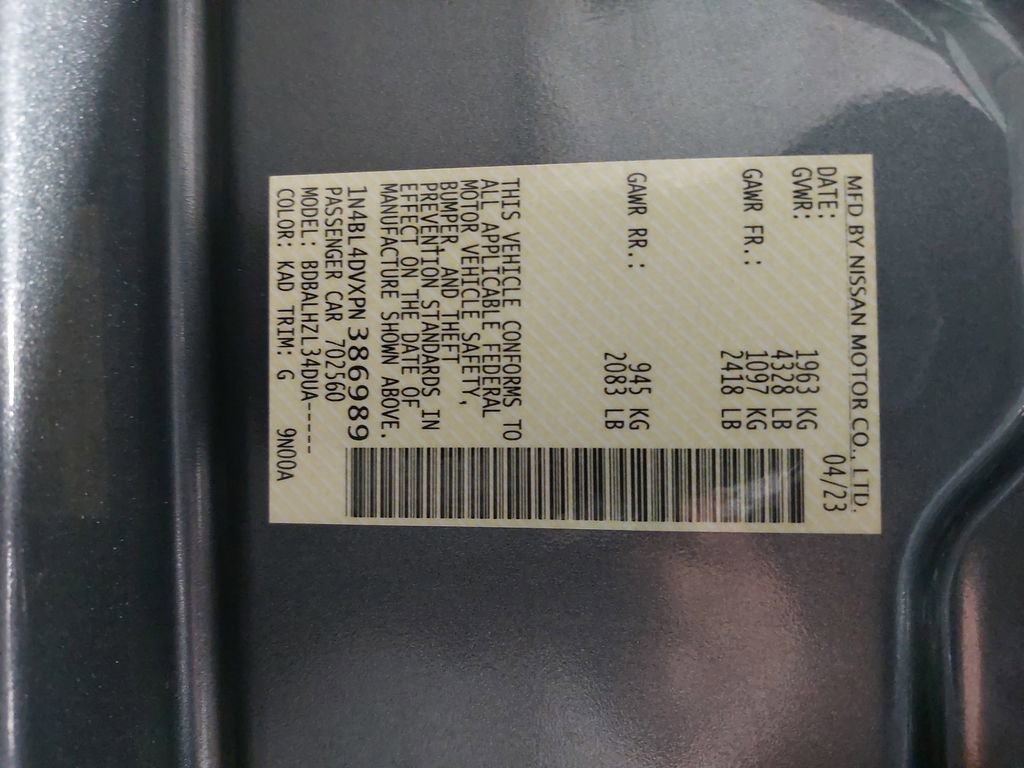 MFD BY NISSAN MOTOR CO., LTD.
DATE: 04/23
GVWR: 1963 KG
4328 LB
GAWR FR.: 1097 KG
2418 LB
GAWR RR.: 945 KG
2083 LB
THIS VEHICLE CONFORMS TO
ALL APPLICABLE FEDERAL
MOTOR VEHICLE SAFETY,
BUMPER, AND THEFT
PREVENTION STANDARDS IN
EFFECT ON THE DATE OF
MANUFACTURE SHOWN ABOVE.
1N4BL4DVXPN386989
PASSENGER CAR 702560
MODEL: BDBALHZL34DUA-----
COLOR: KAD TRIM: G 9N00A